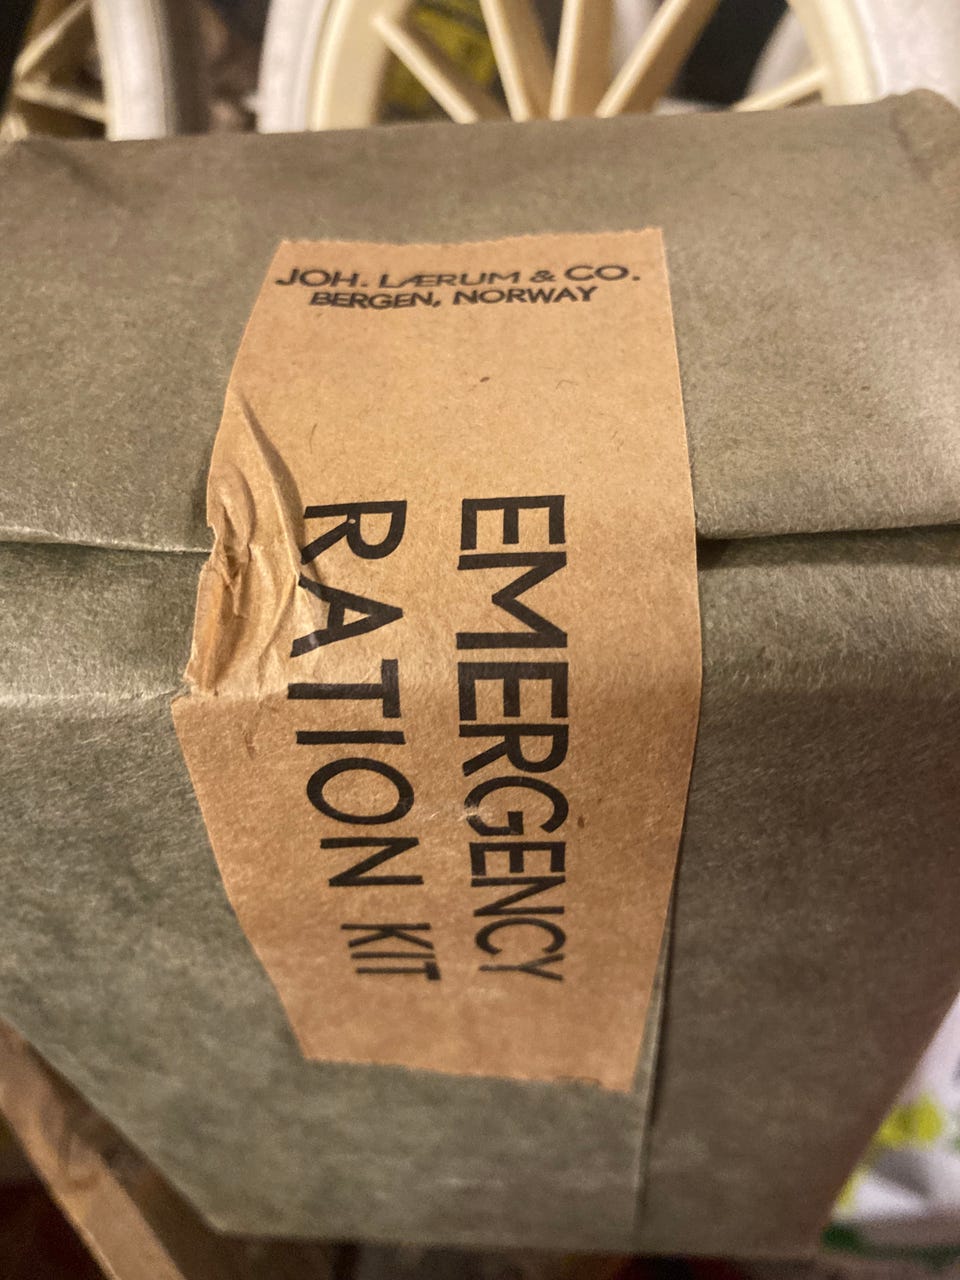 JOH. LÆRUM & CO.
BERGEN, NORWAY
EMERGENCY
RATION KIT